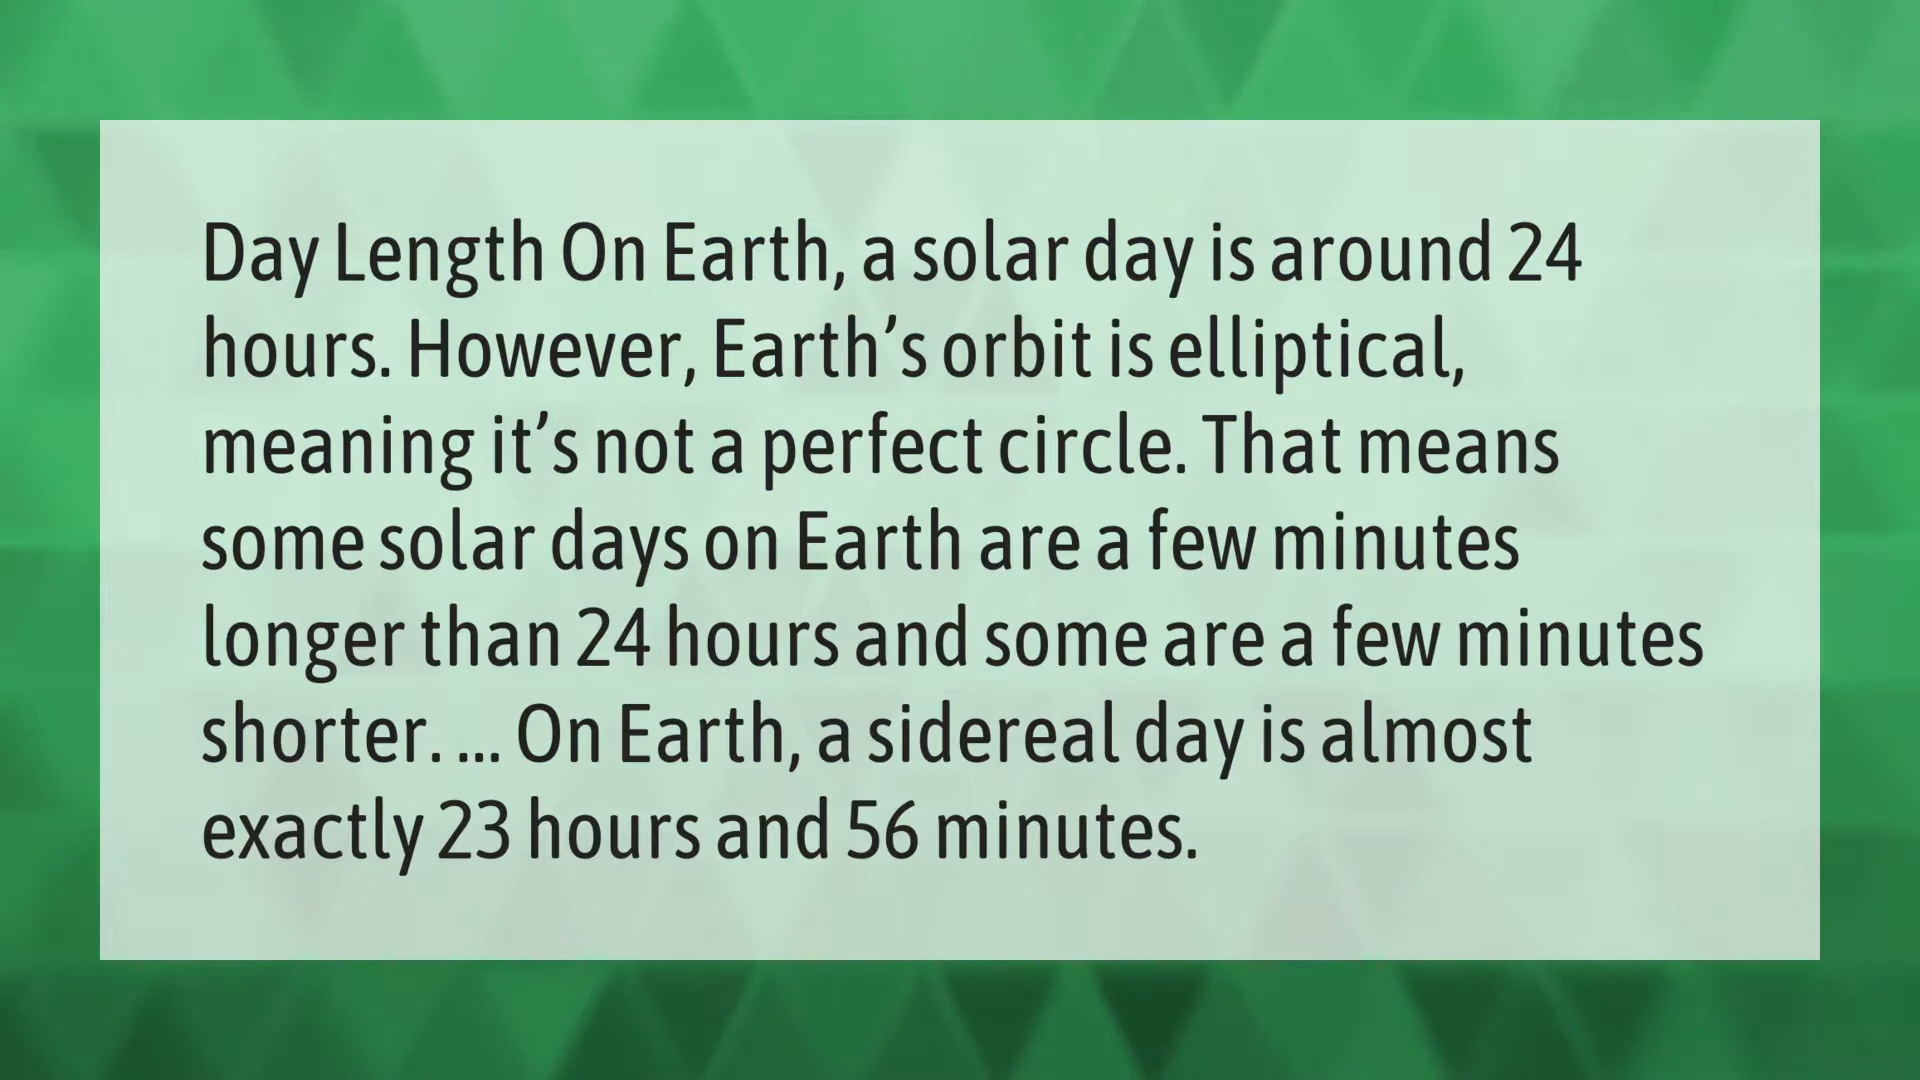 Day Length On Earth, a solar day is around 24
hours. However, Earth’s orbit is elliptical,
meaning it’s not a perfect circle. That means
some solar days on Earth are a few minutes
longer than 24 hours and some are a few minutes
shorter. ... On Earth, a sidereal day is almost
exactly 23 hours and 56 minutes.